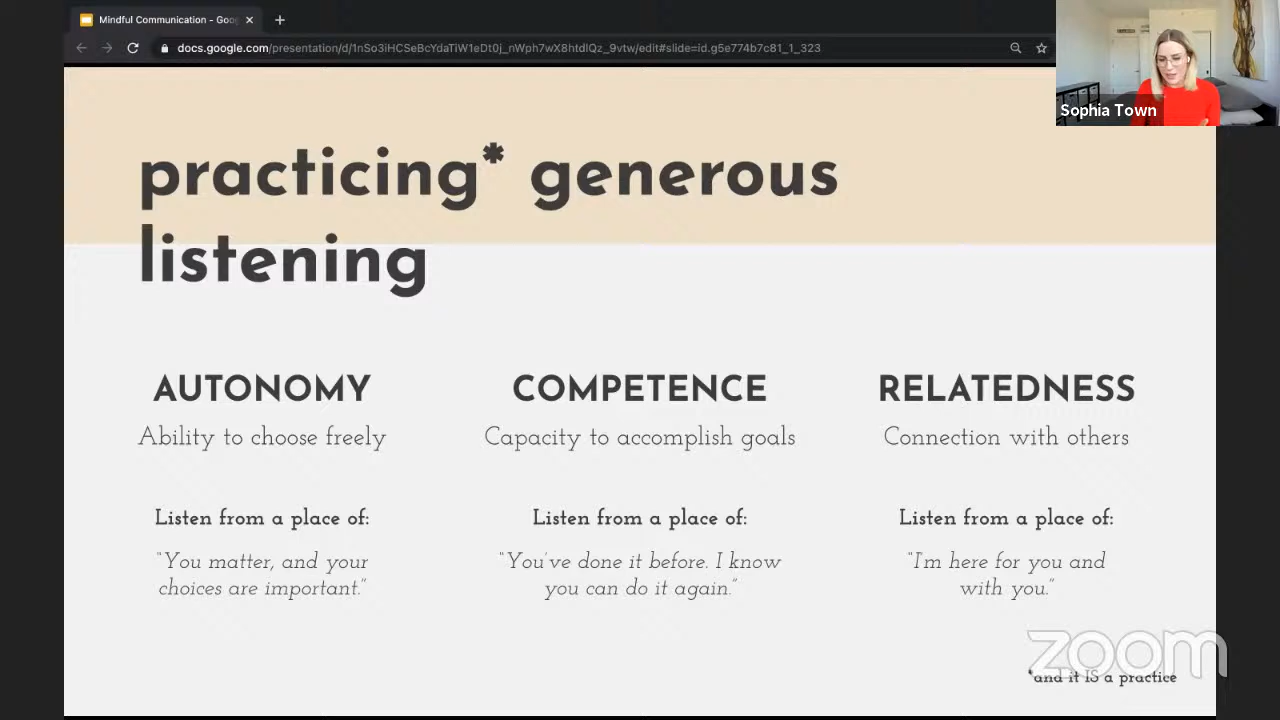 Mindful Communication - Goo
docs.google.com/presentation/d/1nSo3iHCSeBcYdaTiW1eDt0j_nWph7wX8htdlQz_9vtw/edit#slide=id.g5e774b7c81_1_323
Sophia Town
practicing* generous
listening
AUTONOMY
Ability to choose freely
Listen from a place of:
"You matter, and your
choices are important."
COMPETENCE
Capacity to accomplish goals
Listen from a place of:
"You've done it before. I know
you can do it again."
RELATEDNESS
Connection with others
Listen from a place of:
"I'm here for you and
with you."
zoom
*and it IS a practice